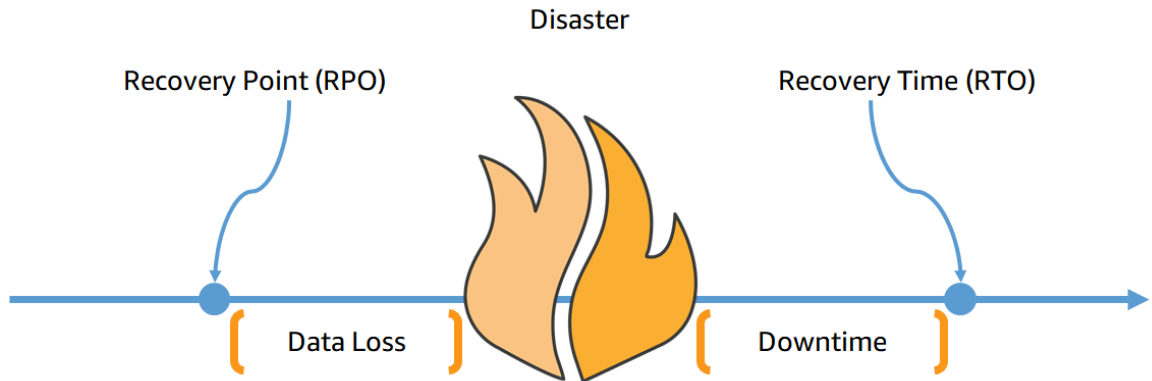 Disaster
Recovery Point (RPO)
Recovery Time (RTO)
Data Loss
Downtime